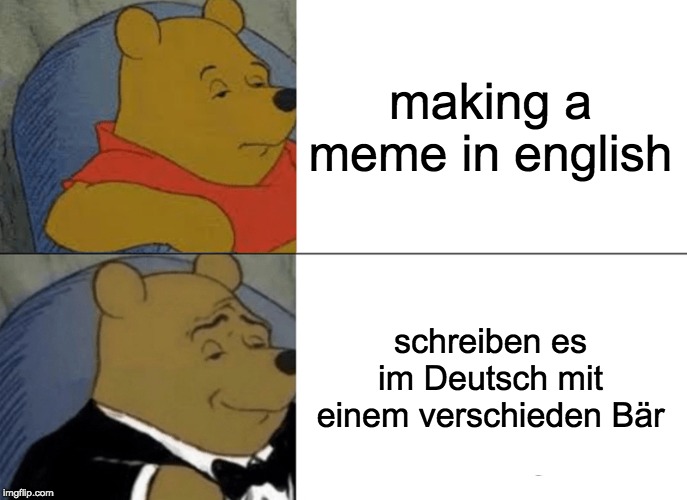 making a
meme in english
schreiben es
im Deutsch mit
einem verschieden Bär
imgflip.com